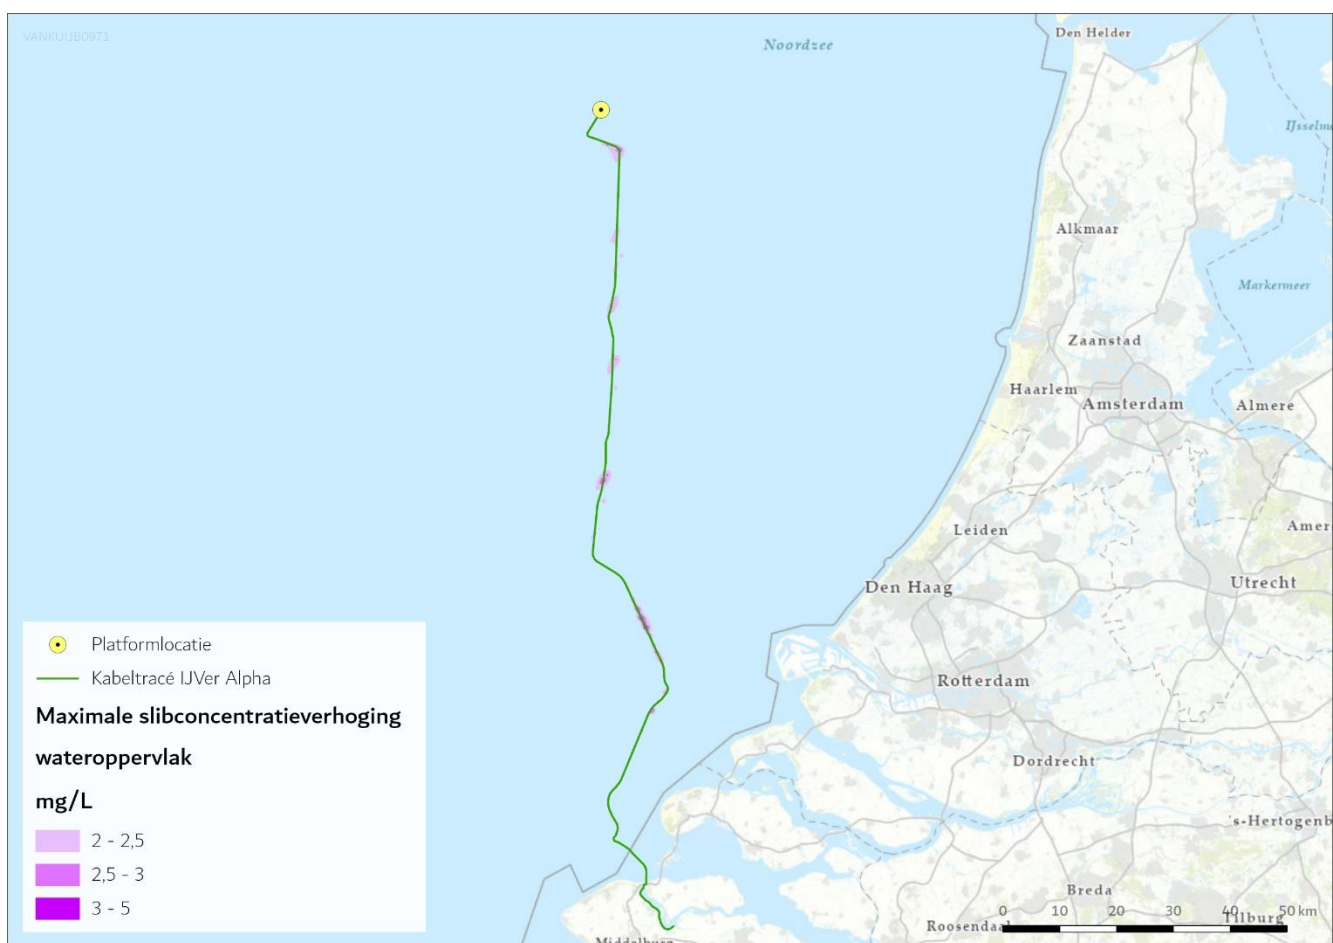 VANKUUB0971
Noordzee
Den Helder
IJsselm
Alkmaar
Markermeer
Zaanstad
Haarlem
Amsterdam
Almere
Leiden
Amer
Den Haag
Utrecht
Rotterdam
Dordrecht
's-Hertogenb
Breda
Tilburg
Roosendaal
Middelburg
Platformlocatie
Kabeltracé IJVer Alpha
Maximale slibconcentratieverhoging
wateroppervlak
mg/L
2 - 2,5
2,5 - 3
3 - 5
0 10 20 30 40 50 km